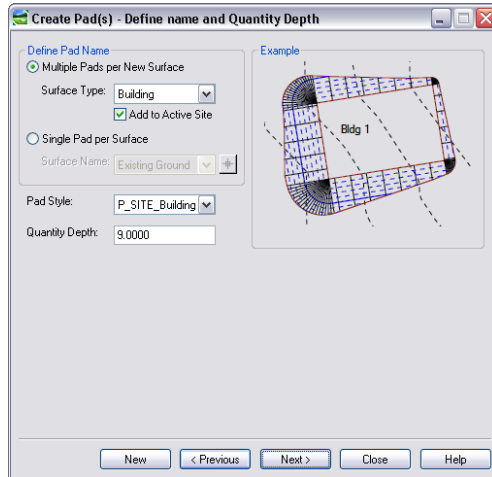 Create Pad(s) - Define name and Quantity Depth
Define Pad Name
Multiple Pads per New Surface
Surface Type: Building
Add to Active Site
Single Pad per Surface
Surface Name: Existing Ground
Pad Style: P_SITE_Building
Quantity Depth: 9.0000
Example
Bldg 1
New < Previous Next > Close Help